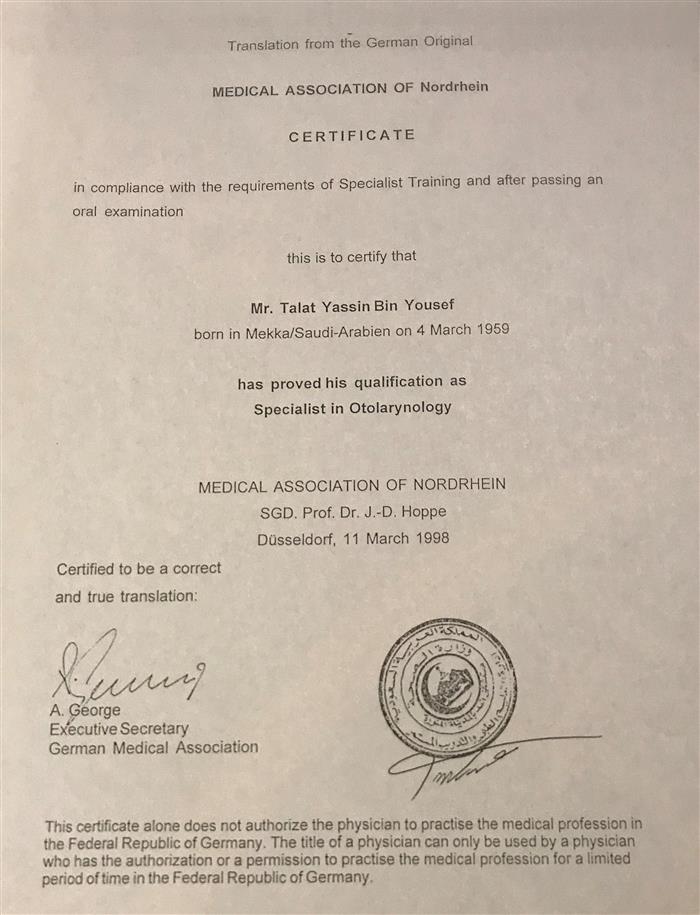 Translation from the German Original
MEDICAL ASSOCIATION OF Nordrhein
CERTIFICATE
in compliance with the requirements of Specialist Training and after passing an
oral examination
this is to certify that
Mr. Talat Yassin Bin Yousef
born in Mekka/Saudi-Arabien on 4 March 1959
has proved his qualification as
Specialist in Otolarynology
MEDICAL ASSOCIATION OF NORDRHEIN
SGD. Prof. Dr. J.-D. Hoppe
Düsseldorf, 11 March 1998
Certified to be a correct
and true translation:
A. George
Executive Secretary
German Medical Association
المملكة العربية السعودية
وزارة الصحة
This certificate alone does not authorize the physician to practise the medical profession in
the Federal Republic of Germany. The title of a physician can only be used by a physician
who has the authorization or a permission to practise the medical profession for a limited
period of time in the Federal Republic of Germany.